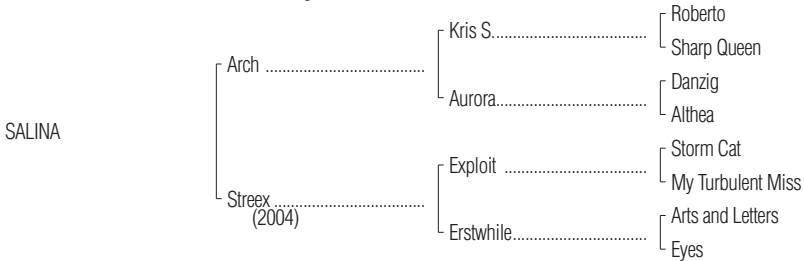 Roberto
Kris S.
Sharp Queen
Arch
Danzig
Aurora
Althea
SALINA
Storm Cat
Exploit
My Turbulent Miss
Streex
(2004)
Arts and Letters
Erstwhile
Eyes